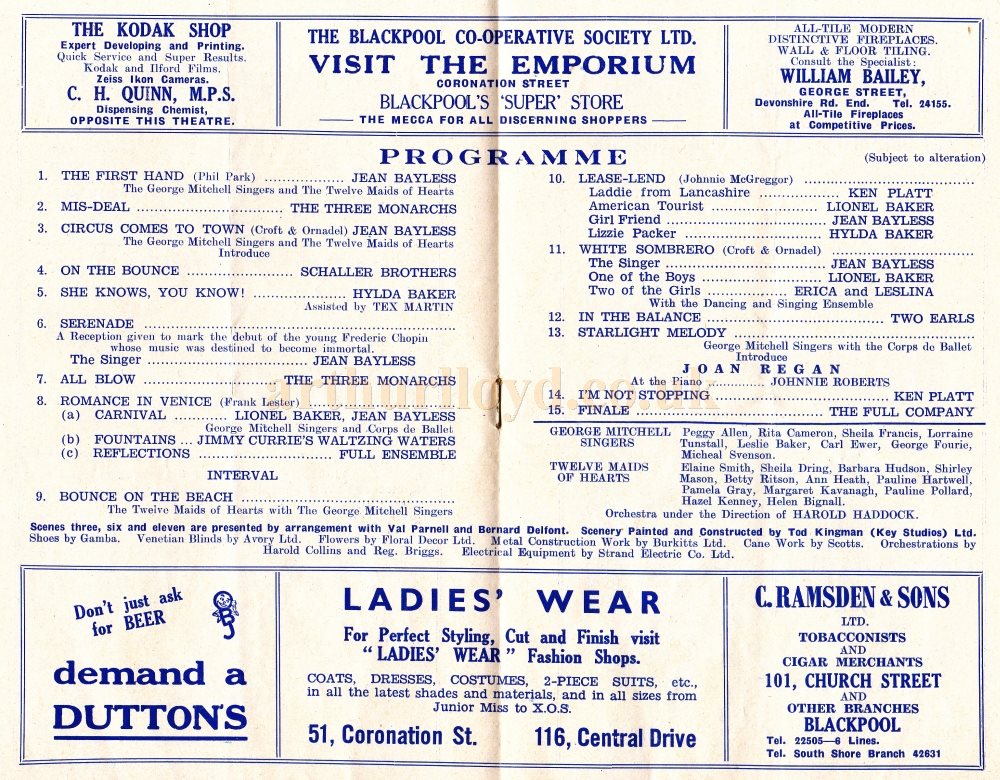 THE KODAK SHOP
Expert Developing and Printing.
Quick Service and Super Results.
Kodak and Ilford Films.
Zeiss Ikon Cameras.
C. H. QUINN, M.P.S.
Dispensing Chemist,
OPPOSITE THIS THEATRE.
THE BLACKPOOL CO-OPERATIVE SOCIETY LTD.
VISIT THE EMPORIUM
CORONATION STREET
BLACKPOOL'S 'SUPER' STORE
THE MECCA FOR ALL DISCERNING SHOPPERS
ALL-TILE MODERN
DISTINCTIVE FIREPLACES.
WALL & FLOOR TILING.
Consult the Specialist:
WILLIAM BAILEY,
GEORGE STREET,
Devonshire Rd. End. Tel. 24155.
All-Tile Fireplaces
at Competitive Prices.
PROGRAMME
(Subject to alteration)
1. THE FIRST HAND (Phil Park) .................. JEAN BAYLESS
The George Mitchell Singers and The Twelve Maids of Hearts
2. MIS-DEAL ................................. THE THREE MONARCHS
3. CIRCUS COMES TO TOWN (Croft & Ornadel) JEAN BAYLESS
The George Mitchell Singers and The Twelve Maids of Hearts
Introduce
4. ON THE BOUNCE ........................ SCHALLER BROTHERS
5. SHE KNOWS, YOU KNOW! ..................... HYLDA BAKER
Assisted by TEX MARTIN
6. SERENADE ......................................................................
A Reception given to mark the debut of the young Frederic Chopin
whose music was destined to become immortal.
The Singer ................................ JEAN BAYLESS
7. ALL BLOW ................................ THE THREE MONARCHS
8. ROMANCE IN VENICE (Frank Lester) ...................................
(a) CARNIVAL .............. LIONEL BAKER, JEAN BAYLESS
George Mitchell Singers and Corps de Ballet
(b) FOUNTAINS ... JIMMY CURRIE'S WALTZING WATERS
(c) REFLECTIONS ................................. FULL ENSEMBLE
INTERVAL
9. BOUNCE ON THE BEACH ................................................
The Twelve Maids of Hearts with The George Mitchell Singers
10. LEASE-LEND (Johnnie McGreggor) ......................................
Laddie from Lancashire ...................... KEN PLATT
American Tourist ........................... LIONEL BAKER
Girl Friend ..................................... JEAN BAYLESS
Lizzie Packer ................................ HYLDA BAKER
11. WHITE SOMBRERO (Croft & Ornadel) ..................................
The Singer ..................................... JEAN BAYLESS
One of the Boys ............................. LIONEL BAKER
Two of the Girls .................. ERICA and LESLINA
With the Dancing and Singing Ensemble
12. IN THE BALANCE ........................................ TWO EARLS
13. STARLIGHT MELODY ......................................................
George Mitchell Singers with the Corps de Ballet
Introduce
JOAN REGAN
At the Piano ............ JOHNNIE ROBERTS
14. I'M NOT STOPPING ......................................... KEN PLATT
15. FINALE ............................................. THE FULL COMPANY
GEORGE MITCHELL SINGERS Peggy Allen, Rita Cameron, Sheila Francis, Lorraine
Tunstall, Leslie Baker, Carl Ewer, George Fourie,
Micheal Svenson.
TWELVE MAIDS OF HEARTS Elaine Smith, Sheila Dring, Barbara Hudson, Shirley
Mason, Betty Ritson, Ann Heath, Pauline Hartwell,
Pamela Gray, Margaret Kavanagh, Pauline Pollard,
Hazel Kenney, Helen Bignall.
Orchestra under the Direction of HAROLD HADDOCK.
Scenes three, six and eleven are presented by arrangement with Val Parnell and Bernard Delfont. Scenery Painted and Constructed by Tod Kingman (Key Studios) Ltd.
Shoes by Gamba. Venetian Blinds by Avory Ltd. Flowers by Floral Decor Ltd. Metal Construction Work by Burkitts Ltd. Cane Work by Scotts. Orchestrations by
Harold Collins and Reg. Briggs. Electrical Equipment by Strand Electric Co. Ltd.
Don't just ask
for BEER
demand a
DUTTON'S
LADIES' WEAR
For Perfect Styling, Cut and Finish visit
"LADIES' WEAR" Fashion Shops.
COATS, DRESSES, COSTUMES, 2-PIECE SUITS, etc.,
in all the latest shades and materials, and in all sizes from
Junior Miss to X.O.S.
51, Coronation St. 116, Central Drive
C. RAMSDEN & SONS
LTD.
TOBACCONISTS
AND
CIGAR MERCHANTS
101, CHURCH STREET
AND
OTHER BRANCHES
BLACKPOOL
Tel. 22505—6 Lines.
Tel. South Shore Branch 42631
arthurlloyd.co.uk